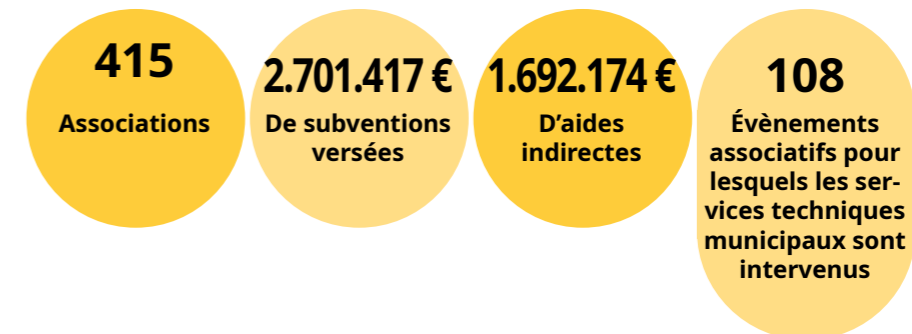 415
Associations
2.701.417 €
De subventions
versées
1.692.174 €
D’aides
indirectes
108
Évènements
associatifs pour
lesquels les ser-
vices techniques
municipaux sont
intervenus